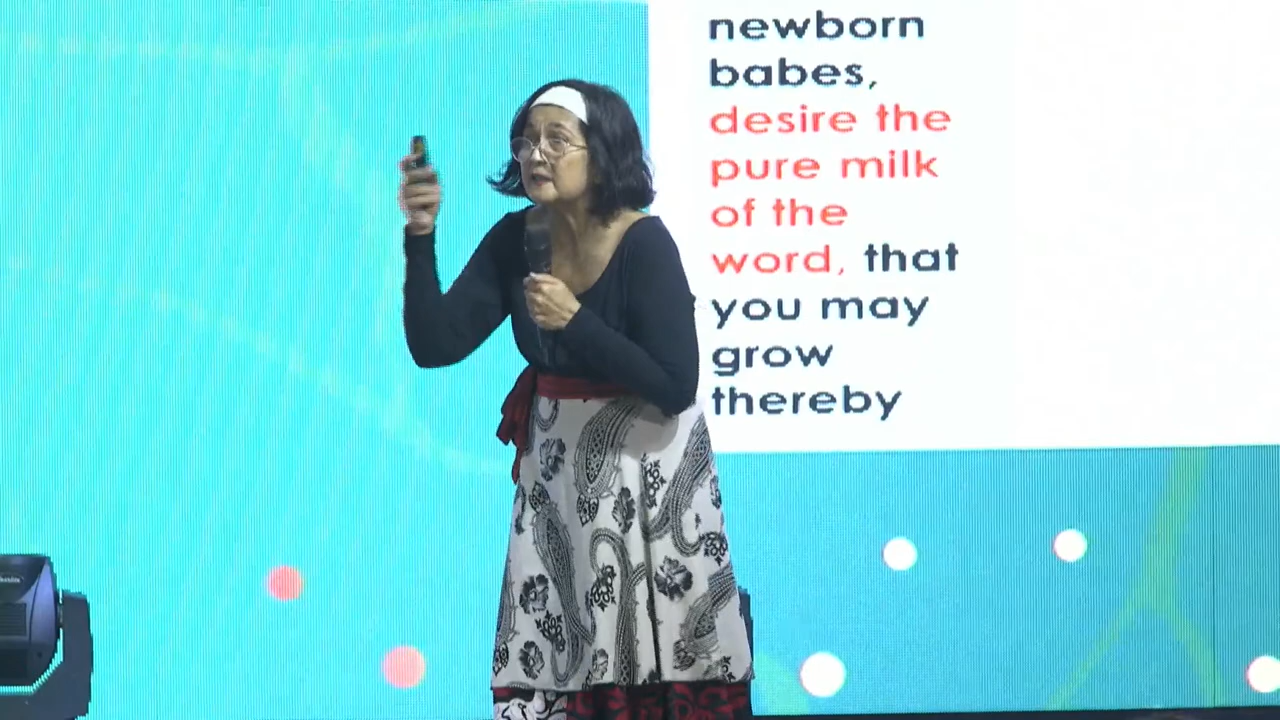 newborn
babes,
desire the
pure milk
of the
word, that
you may
grow
thereby